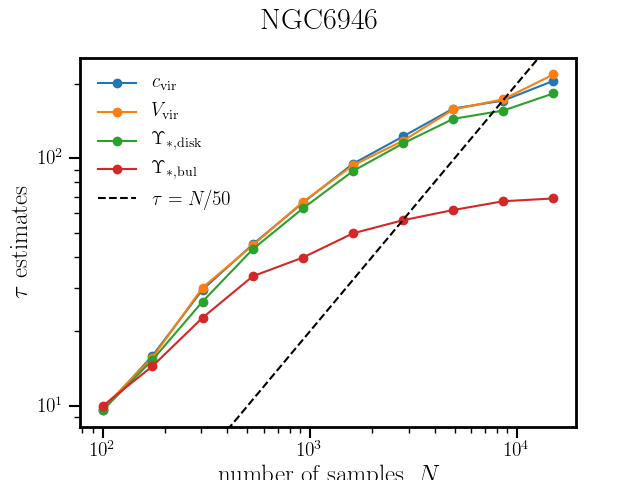 NGC6946
c_vir
V_vir
Υ_*,disk
Υ_*,bul
τ = N/50
τ estimates
10^2
10^1
10^2
10^3
10^4
number of samples, N